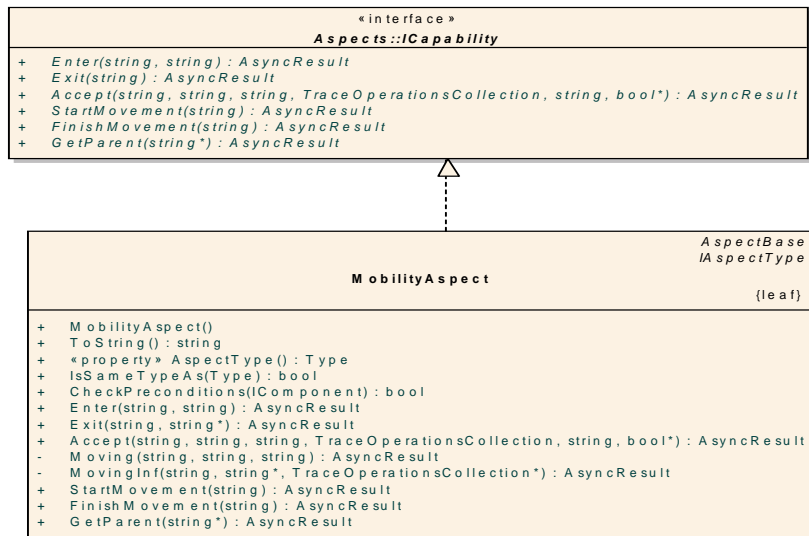 «interface»
Aspects::ICapability
+ Enter(string, string) : AsyncResult
+ Exit(string) : AsyncResult
+ Accept(string, string, string, TraceOperationsCollection, string, bool*) : AsyncResult
+ StartMovement(string) : AsyncResult
+ FinishMovement(string) : AsyncResult
+ GetParent(string*) : AsyncResult
AspectBase
IAspectType
MobilityAspect
{leaf}
+ MobilityAspect()
+ ToString() : string
+ «property» AspectType() : Type
+ IsSameTypeAs(Type) : bool
+ CheckPreconditions(IComponent) : bool
+ Enter(string, string) : AsyncResult
+ Exit(string, string*) : AsyncResult
+ Accept(string, string, string, TraceOperationsCollection, string, bool*) : AsyncResult
- Moving(string, string, string) : AsyncResult
- MovingInf(string, string*, TraceOperationsCollection*) : AsyncResult
+ StartMovement(string) : AsyncResult
+ FinishMovement(string) : AsyncResult
+ GetParent(string*) : AsyncResult